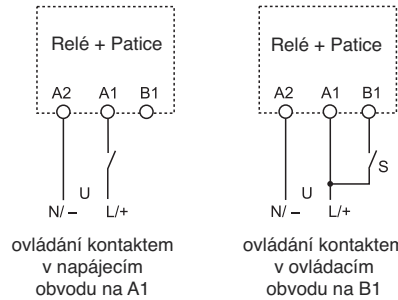 Relé + Patice
A2 A1 B1
U
N/ – L/+
ovládání kontaktem
v napájecím
obvodu na A1
Relé + Patice
A2 A1 B1
S
U
N/ – L/+
ovládání kontaktem
v ovládacím
obvodu na B1